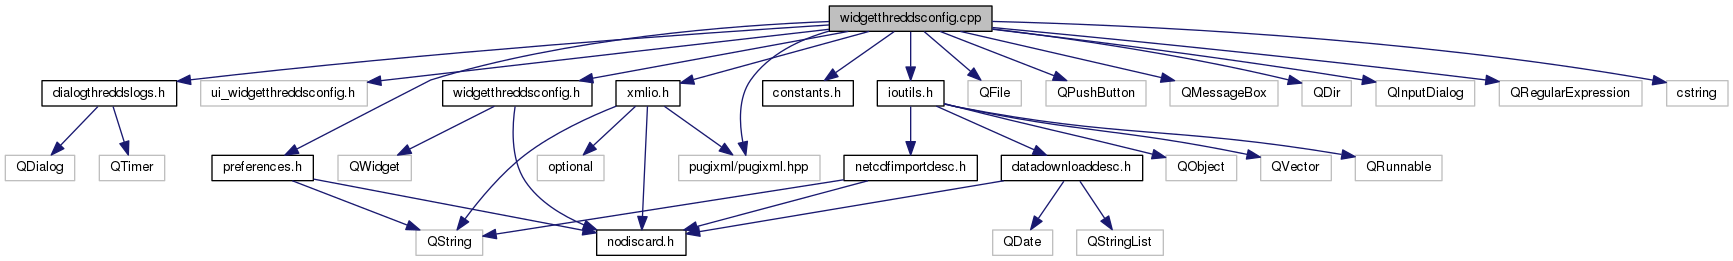 widgetthreddsconfig.cpp
dialogthreddslogs.h
ui_widgetthreddsconfig.h
widgetthreddsconfig.h
xmlio.h
constants.h
ioutils.h
QFile
QPushButton
QMessageBox
QDir
QInputDialog
QRegularExpression
cstring
QDialog
QTimer
preferences.h
QWidget
optional
pugixml/pugixml.hpp
netcdfimportdesc.h
datadownloaddesc.h
QObject
QVector
QRunnable
QString
nodiscard.h
QDate
QStringList